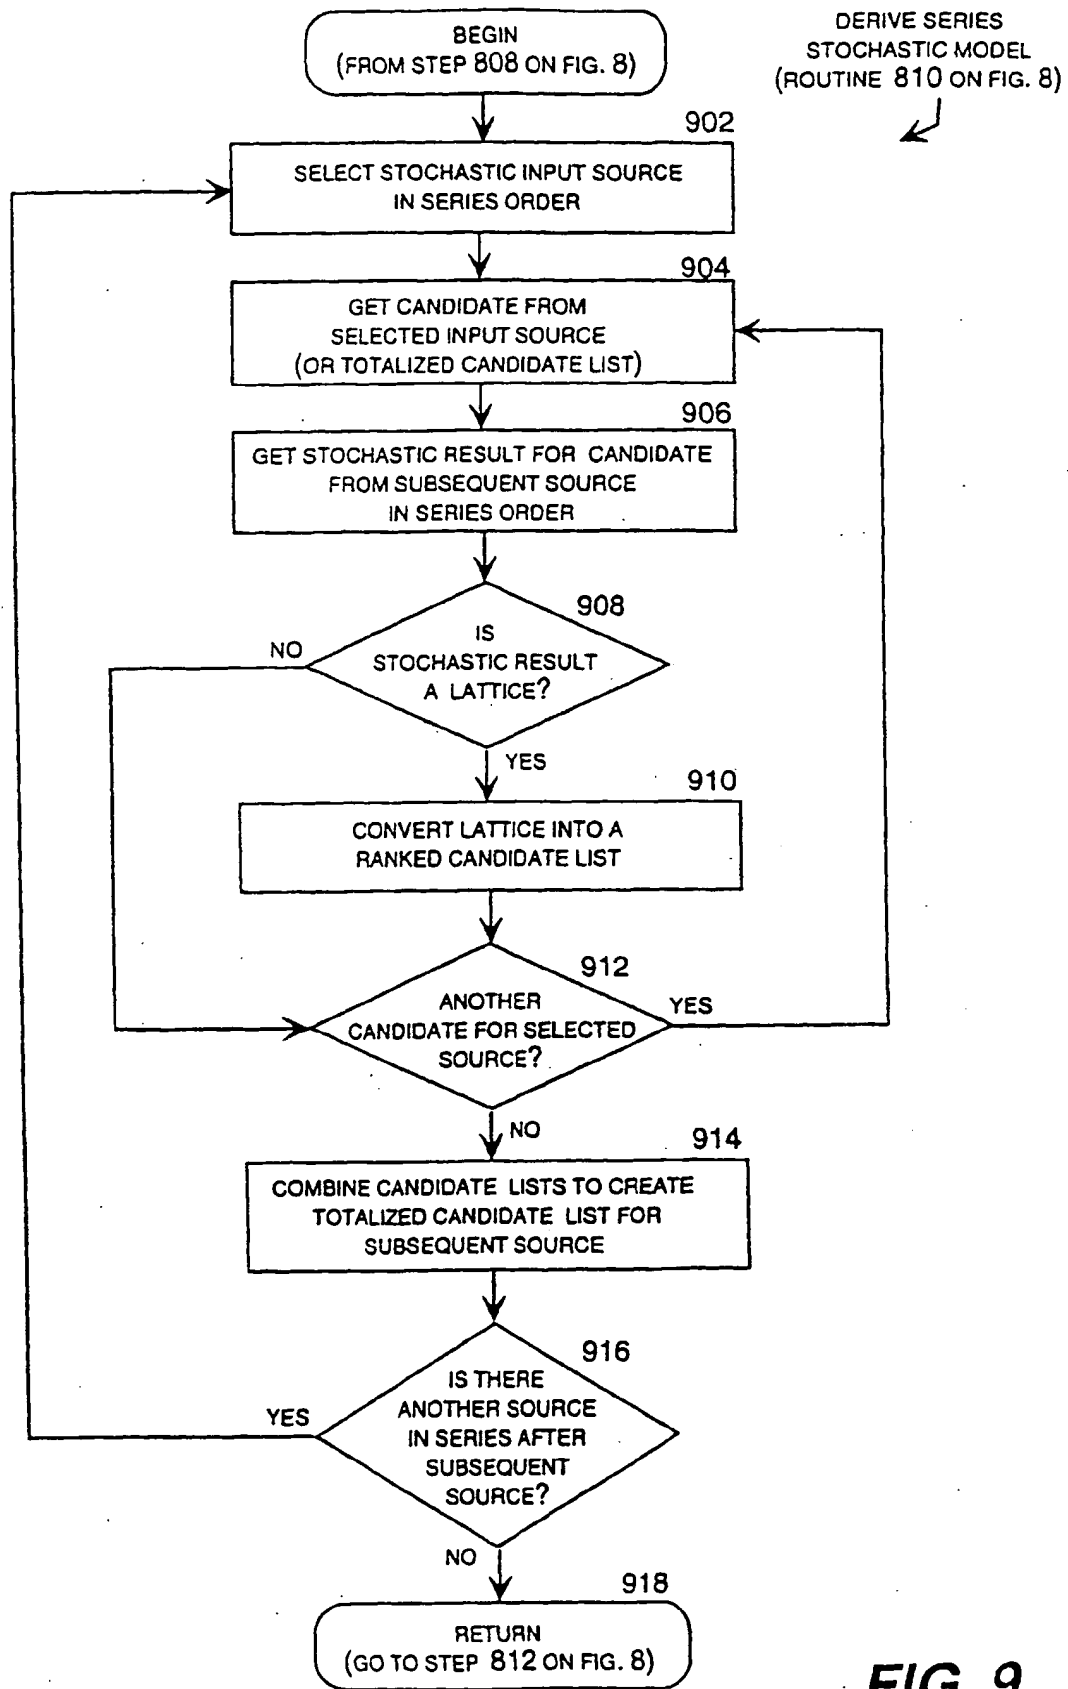 BEGIN
(FROM STEP 808 ON FIG. 8)
DERIVE SERIES
STOCHASTIC MODEL
(ROUTINE 810 ON FIG. 8)
902
SELECT STOCHASTIC INPUT SOURCE
IN SERIES ORDER
904
GET CANDIDATE FROM
SELECTED INPUT SOURCE
(OR TOTALIZED CANDIDATE LIST)
906
GET STOCHASTIC RESULT FOR CANDIDATE
FROM SUBSEQUENT SOURCE
IN SERIES ORDER
908
IS
STOCHASTIC RESULT
A LATTICE?
NO
YES
910
CONVERT LATTICE INTO A
RANKED CANDIDATE LIST
912
ANOTHER
CANDIDATE FOR SELECTED
SOURCE?
YES
NO
914
COMBINE CANDIDATE LISTS TO CREATE
TOTALIZED CANDIDATE LIST FOR
SUBSEQUENT SOURCE
916
IS THERE
ANOTHER SOURCE
IN SERIES AFTER
SUBSEQUENT
SOURCE?
YES
NO
918
RETURN
(GO TO STEP 812 ON FIG. 8)
FIG. 9